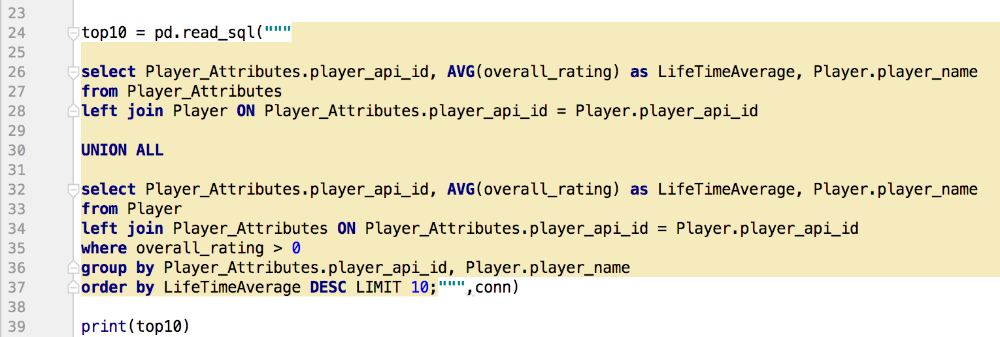 23
24 top10 = pd.read_sql("""
25
26 select Player_Attributes.player_api_id, AVG(overall_rating) as LifeTimeAverage, Player.player_name
27 from Player_Attributes
28 left join Player ON Player_Attributes.player_api_id = Player.player_api_id
29
30 UNION ALL
31
32 select Player_Attributes.player_api_id, AVG(overall_rating) as LifeTimeAverage, Player.player_name
33 from Player
34 left join Player_Attributes ON Player_Attributes.player_api_id = Player.player_api_id
35 where overall_rating > 0
36 group by Player_Attributes.player_api_id, Player.player_name
37 order by LifeTimeAverage DESC LIMIT 10;""",conn)
38
39 print(top10)